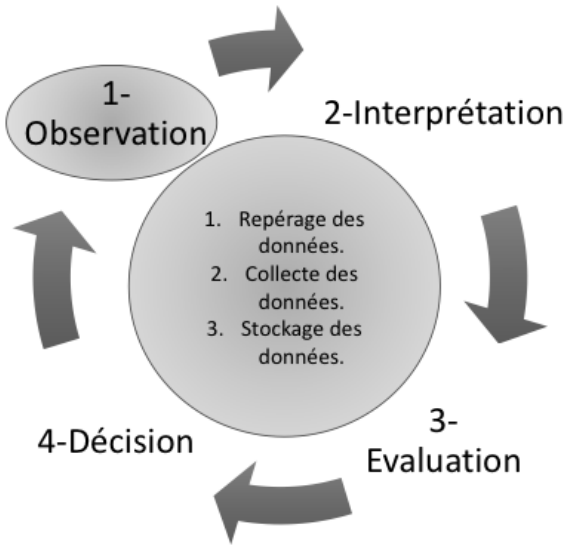 1-
Observation
2-Interprétation
1. Repérage des
données.
2. Collecte des
données.
3. Stockage des
données.
3-
Evaluation
4-Décision